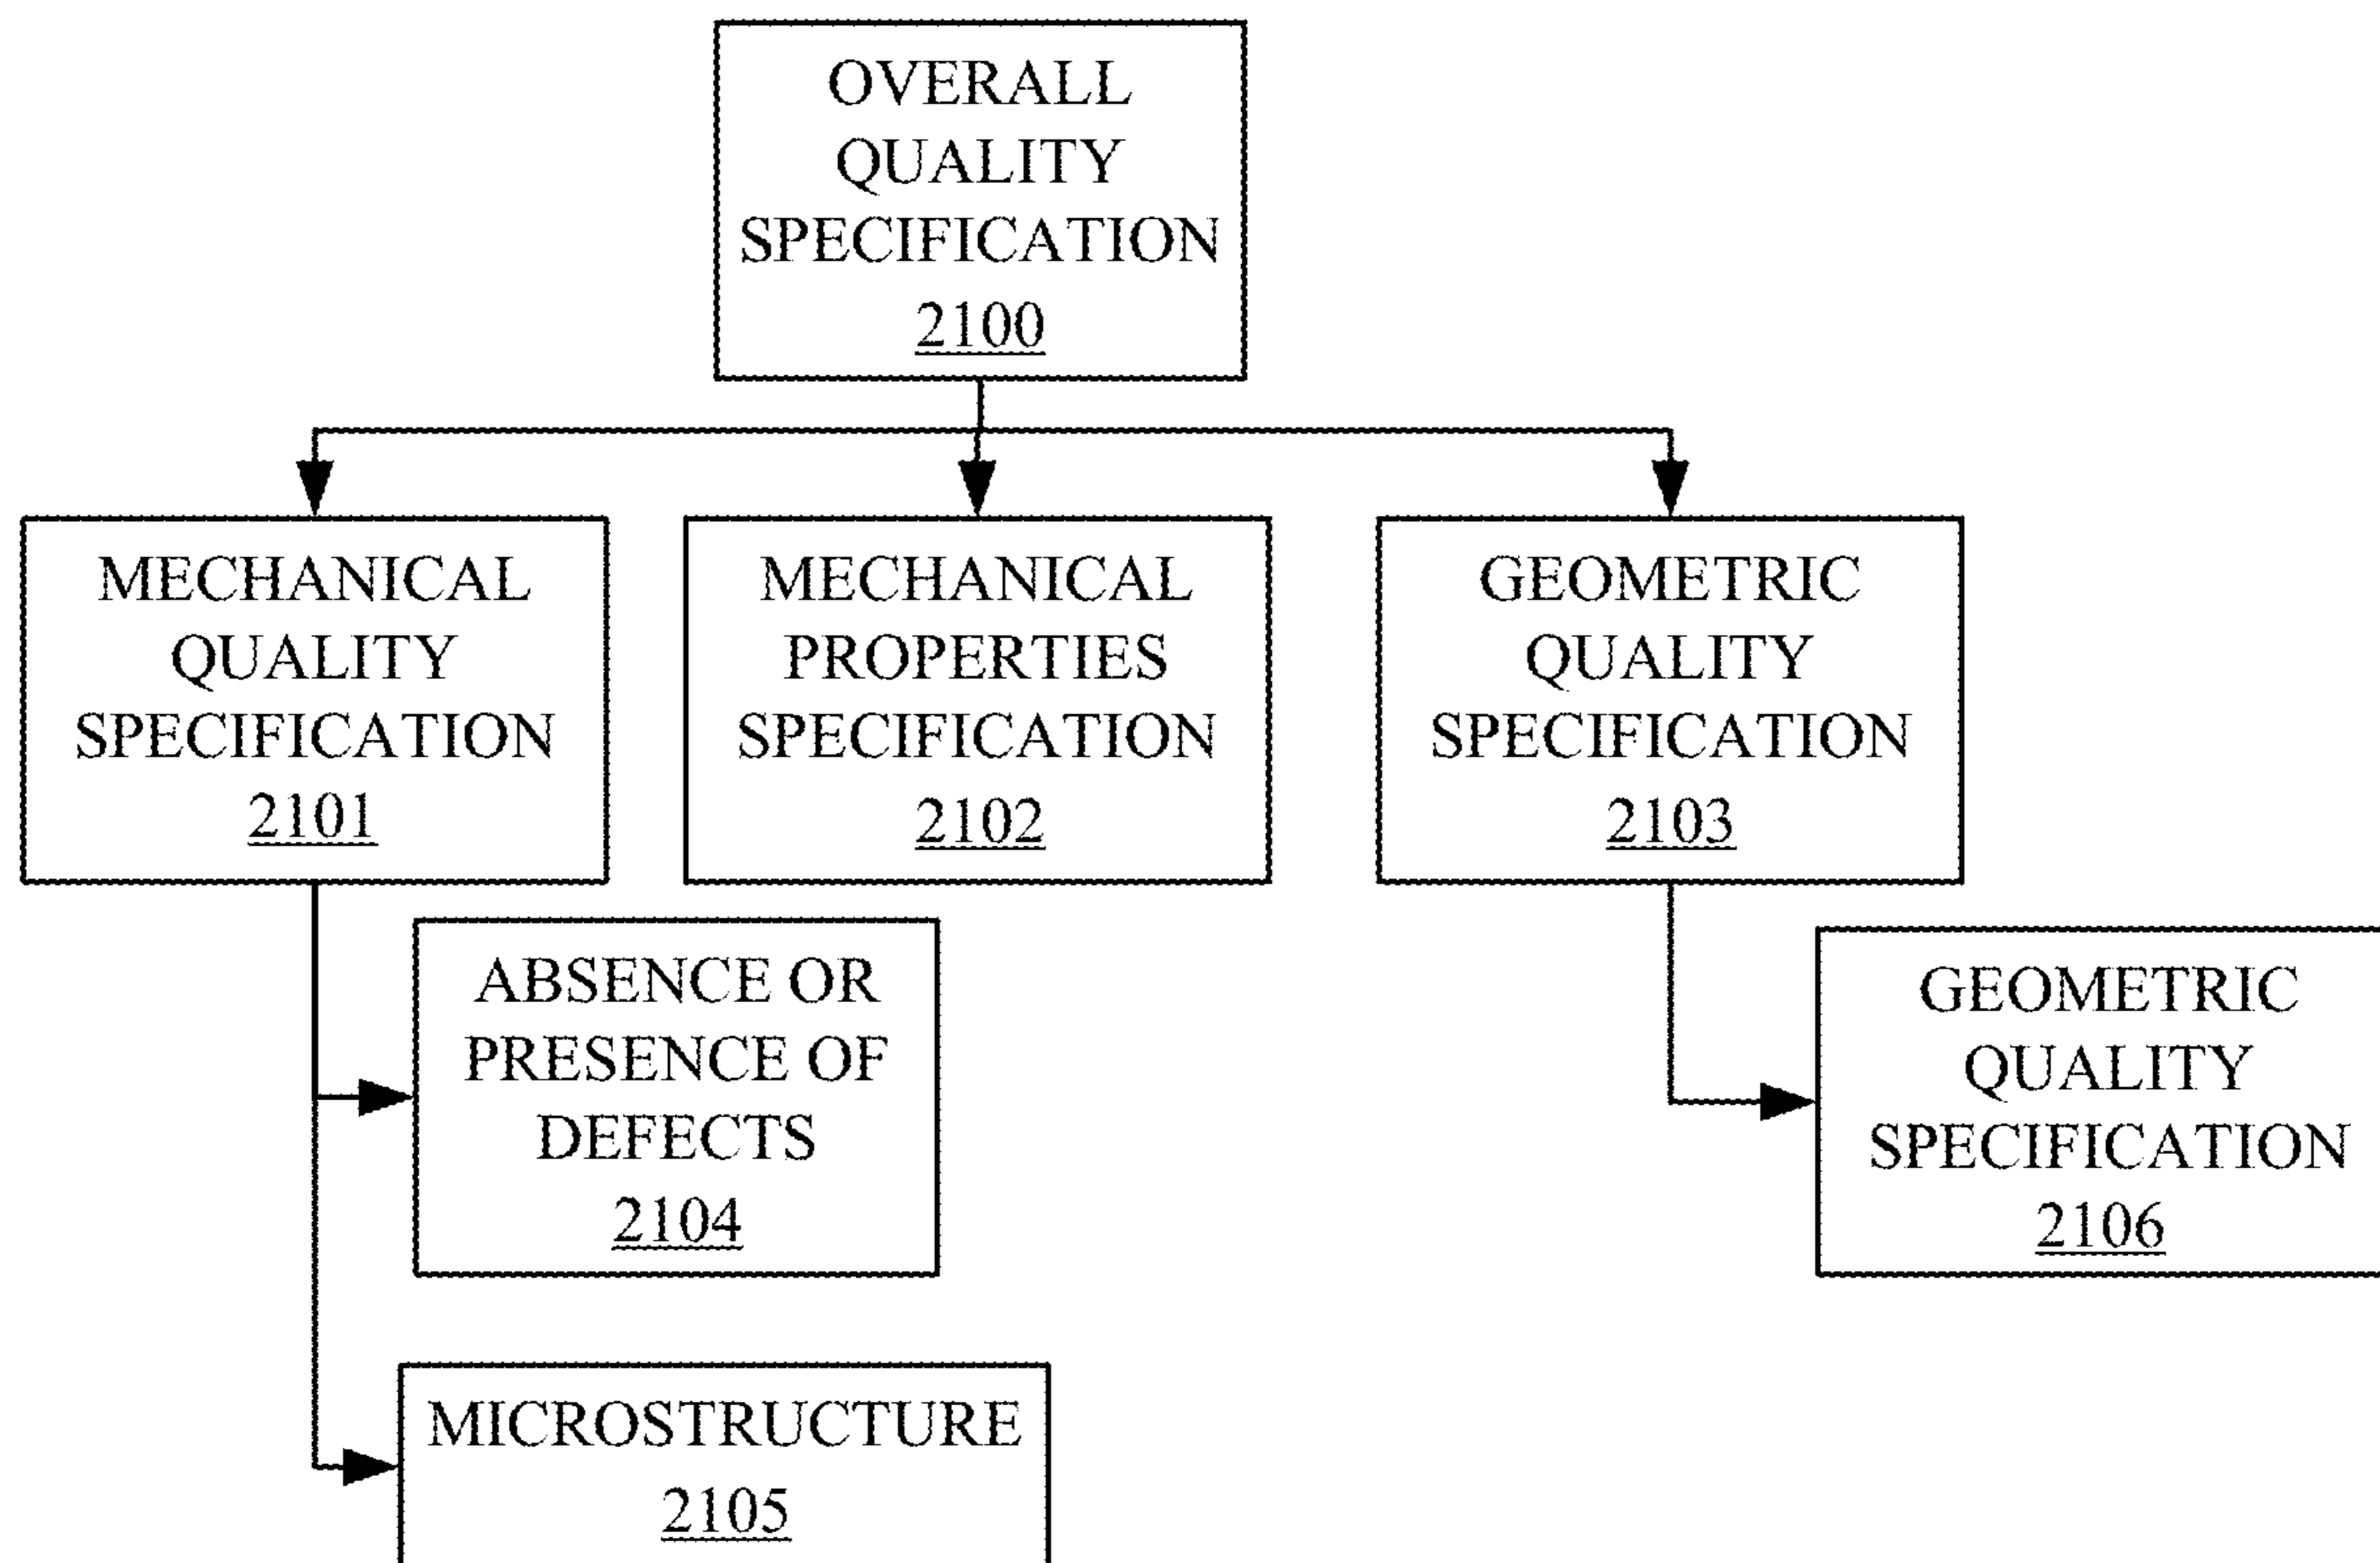 OVERALL
QUALITY
SPECIFICATION
2100
MECHANICAL
QUALITY
SPECIFICATION
2101
MECHANICAL
PROPERTIES
SPECIFICATION
2102
GEOMETRIC
QUALITY
SPECIFICATION
2103
ABSENCE OR
PRESENCE OF
DEFECTS
2104
GEOMETRIC
QUALITY
SPECIFICATION
2106
MICROSTRUCTURE
2105